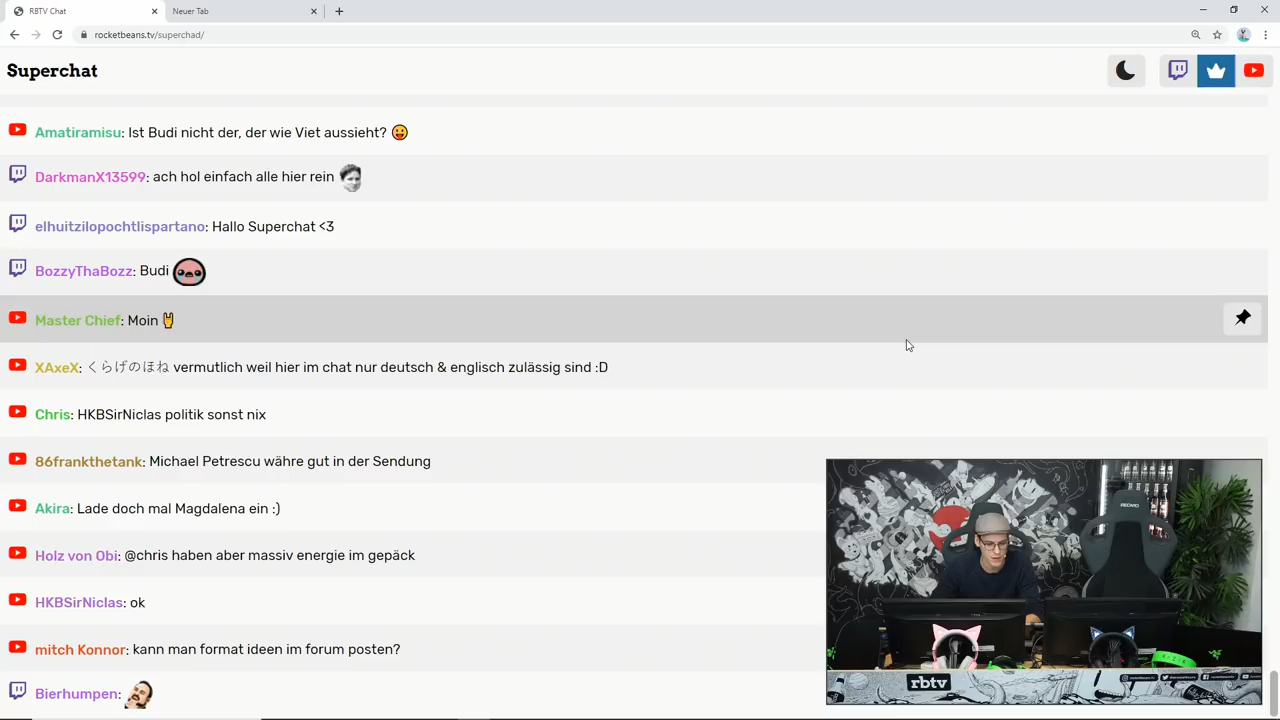 RBTV Chat
Neuer Tab
rocketbeans.tv/superchad/
Superchat
Amatiramisu: Ist Budi nicht der, der wie Viet aussieht? 😛
DarkmanX13599: ach hol einfach alle hier rein
elhuitzilopochtlispartano: Hallo Superchat <3
BozzyThaBozz: Budi
Master Chief: Moin 🤘
XAxeX: くらげのほね vermutlich weil hier im chat nur deutsch & englisch zulässig sind :D
Chris: HKBSirNiclas politik sonst nix
86frankthetank: Michael Petrescu währe gut in der Sendung
Akira: Lade doch mal Magdalena ein :)
Holz von Obi: @chris haben aber massiv energie im gepäck
HKBSirNiclas: ok
mitch Konnor: kann man format ideen im forum posten?
Bierhumpen:
RECARO
rbtv